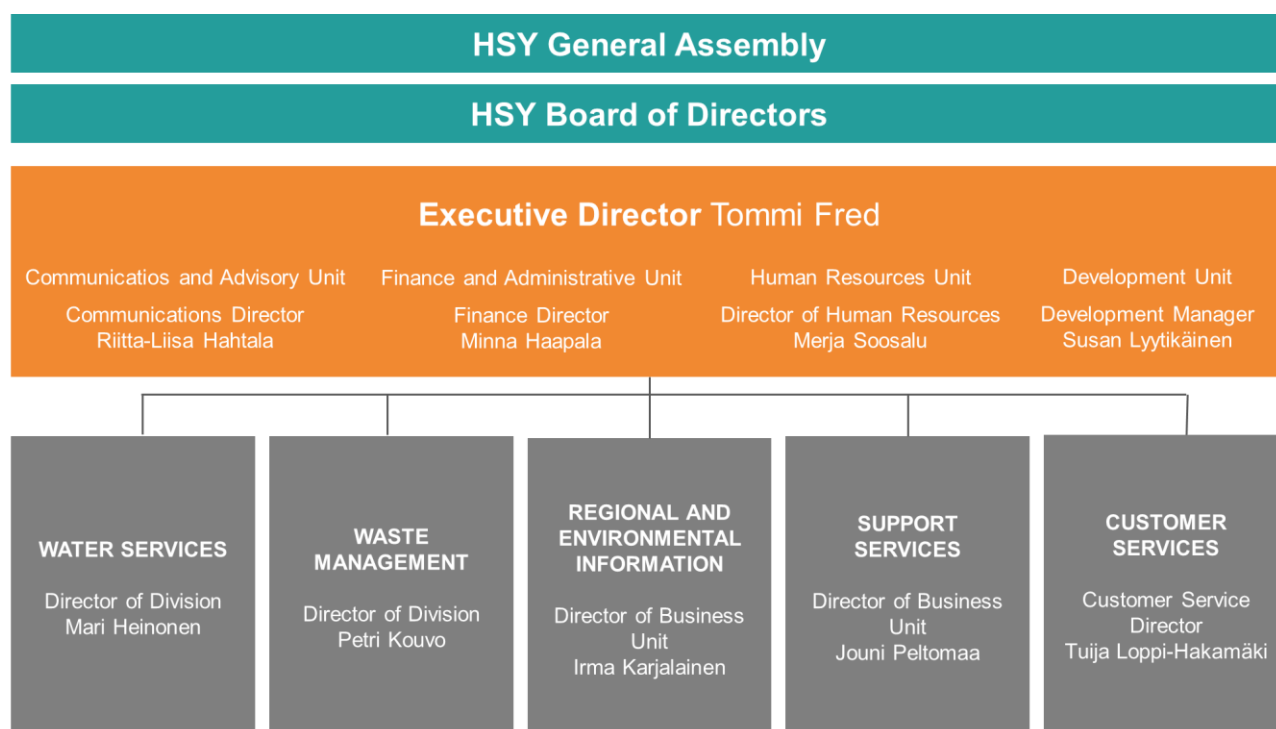 HSY General Assembly
HSY Board of Directors
Executive Director Tommi Fred
Communicatios and Advisory Unit
Communications Director
Riitta-Liisa Hahtala
Finance and Administrative Unit
Finance Director
Minna Haapala
Human Resources Unit
Director of Human Resources
Merja Soosalu
Development Unit
Development Manager
Susan Lyytikäinen
WATER SERVICES
Director of Division
Mari Heinonen
WASTE
MANAGEMENT
Director of Division
Petri Kouvo
REGIONAL AND
ENVIRONMENTAL
INFORMATION
Director of Business
Unit
Irma Karjalainen
SUPPORT
SERVICES
Director of Business
Unit
Jouni Peltomaa
CUSTOMER
SERVICES
Customer Service
Director
Tuija Loppi-Hakamäki